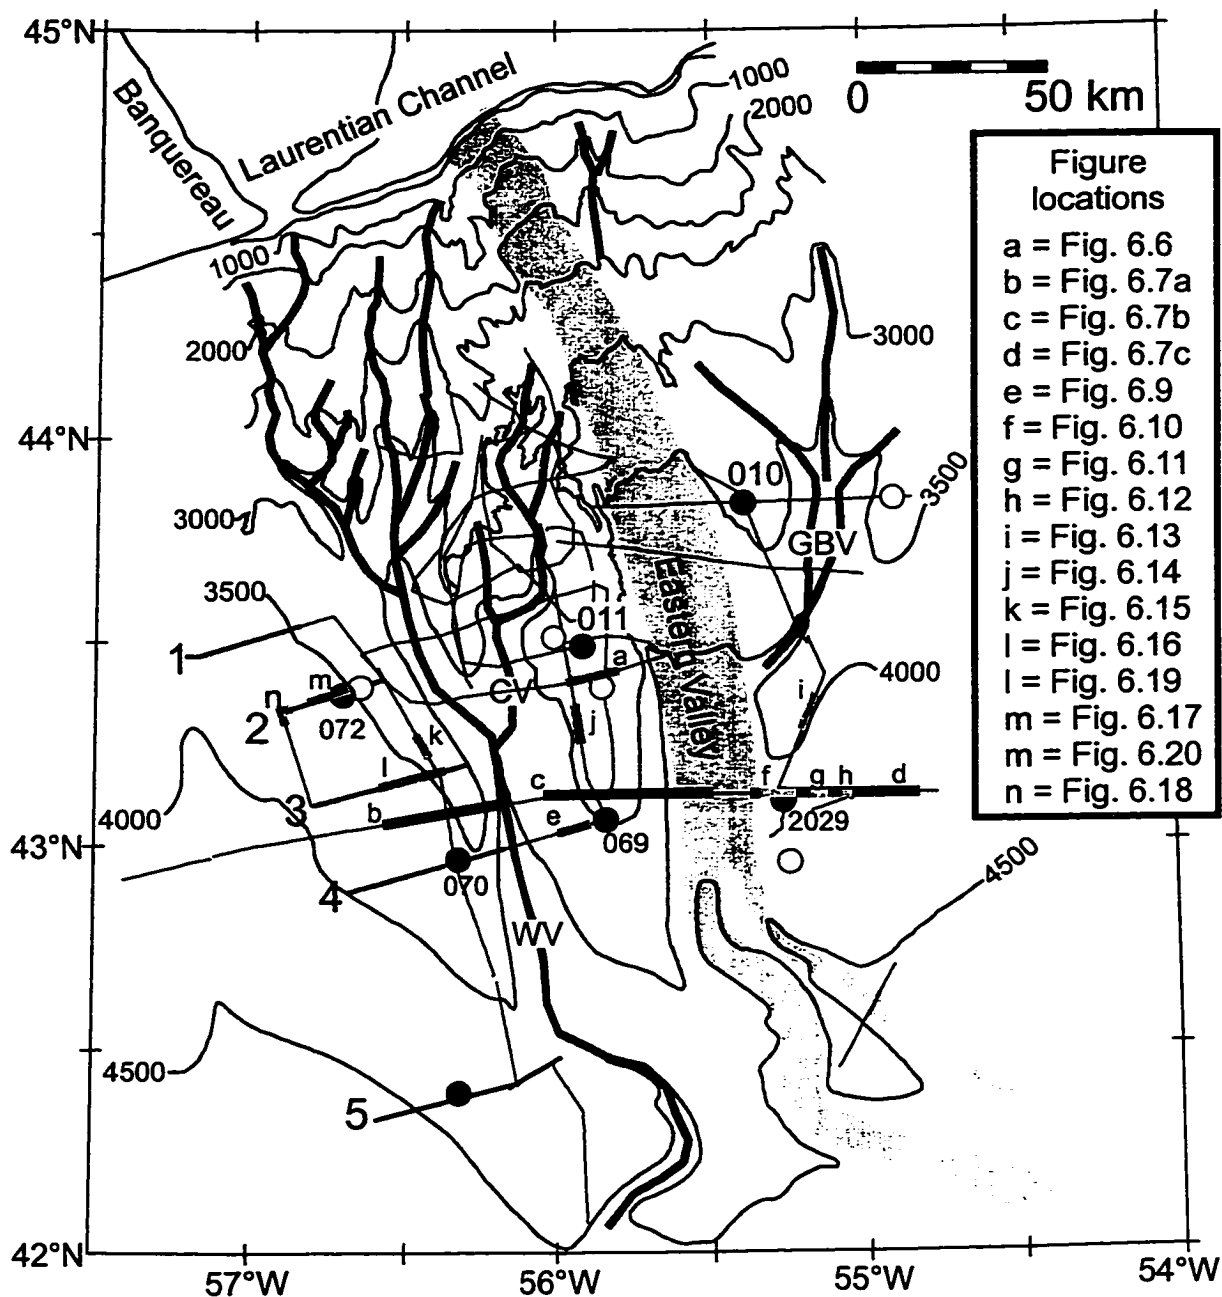 45°N
Banquereau
Laurentian Channel
1000
2000
0 50 km
Figure
locations
a = Fig. 6.6
b = Fig. 6.7a
c = Fig. 6.7b
d = Fig. 6.7c
e = Fig. 6.9
f = Fig. 6.10
g = Fig. 6.11
h = Fig. 6.12
i = Fig. 6.13
j = Fig. 6.14
k = Fig. 6.15
l = Fig. 6.16
l = Fig. 6.19
m = Fig. 6.17
m = Fig. 6.20
n = Fig. 6.18
1000
2000
3000
44°N
010
3500
3000
GBV
Eastern Valley
3500
011
1
a
4000
n
m
CV
i
2
072
j
k
l
c
f
g
h
d
3
b
e
4000
2029
43°N
069
070
4
4500
WV
4500
5
42°N
57°W
56°W
55°W
54°W